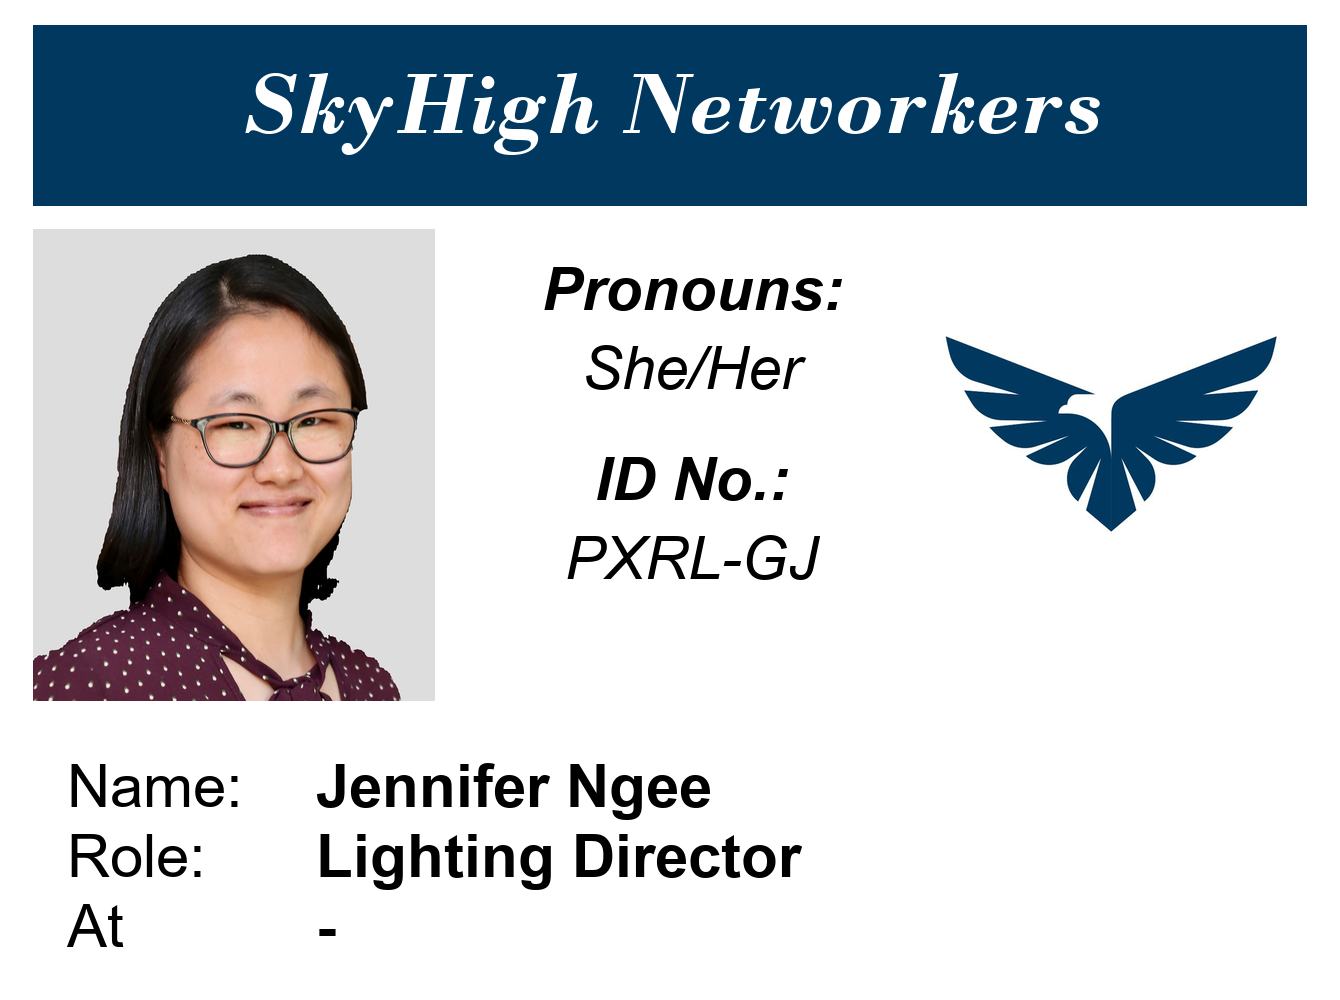 SkyHigh Networkers
Pronouns:
She/Her
ID No.:
PXRL-GJ
Name: Jennifer Ngee
Role: Lighting Director
At -